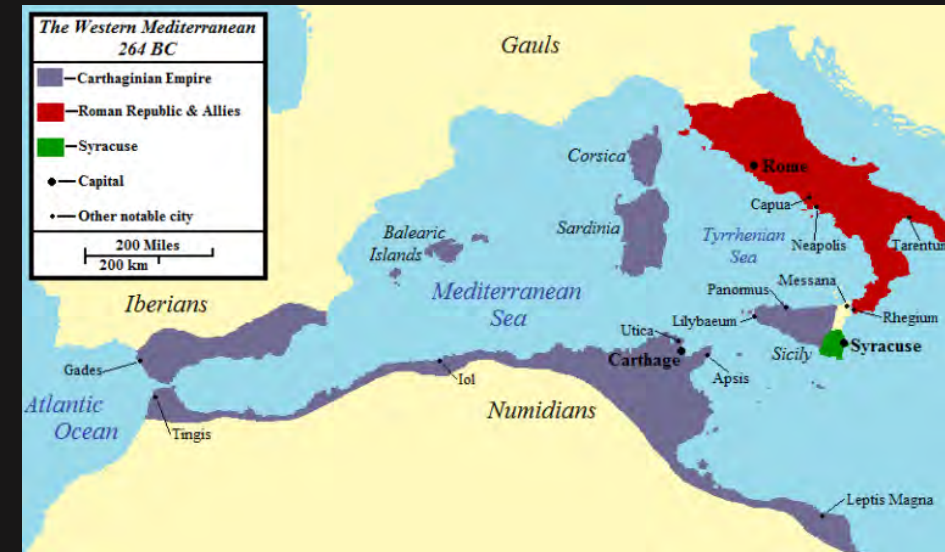 The Western Mediterranean
264 BC
Carthaginian Empire
Roman Republic & Allies
Syracuse
Capital
Other notable city
200 Miles
200 km
Gauls
Corsica
Rome
Capua
Sardinia
Balearic
Islands
Tyrrhenian
Sea
Neapolis
Tarentum
Messana
Panormus
Mediterranean
Sea
Iberians
Lilybaeum
Rhegium
Utica
Syracuse
Sicily
Carthage
Gades
Iol
Apsis
Atlantic
Ocean
Numidians
Tingis
Leptis Magna